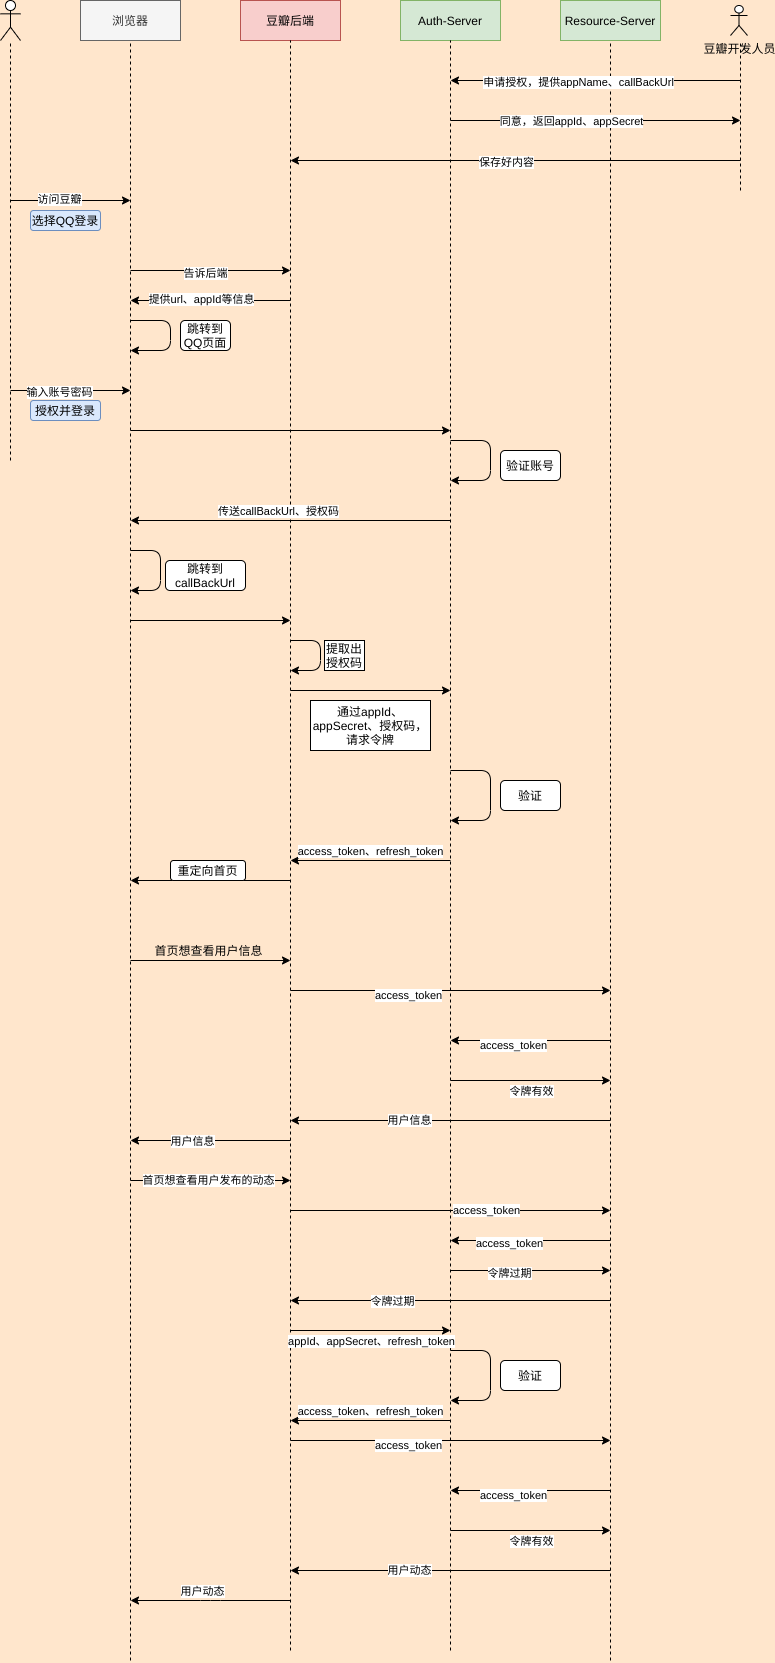 浏览器
豆瓣后端
Auth-Server
Resource-Server
豆瓣开发人员
申请授权，提供appName、callBackUrl
同意，返回appId、appSecret
保存好内容
访问豆瓣
选择QQ登录
告诉后端
提供url、appId等信息
跳转到
QQ页面
输入账号密码
授权并登录
验证账号
传送callBackUrl、授权码
跳转到
callBackUrl
提取出
授权码
通过appId、
appSecret、授权码，
请求令牌
验证
access_token、refresh_token
重定向首页
首页想查看用户信息
access_token
access_token
令牌有效
用户信息
用户信息
首页想查看用户发布的动态
access_token
access_token
令牌过期
令牌过期
appId、appSecret、refresh_token
验证
access_token、refresh_token
access_token
access_token
令牌有效
用户动态
用户动态